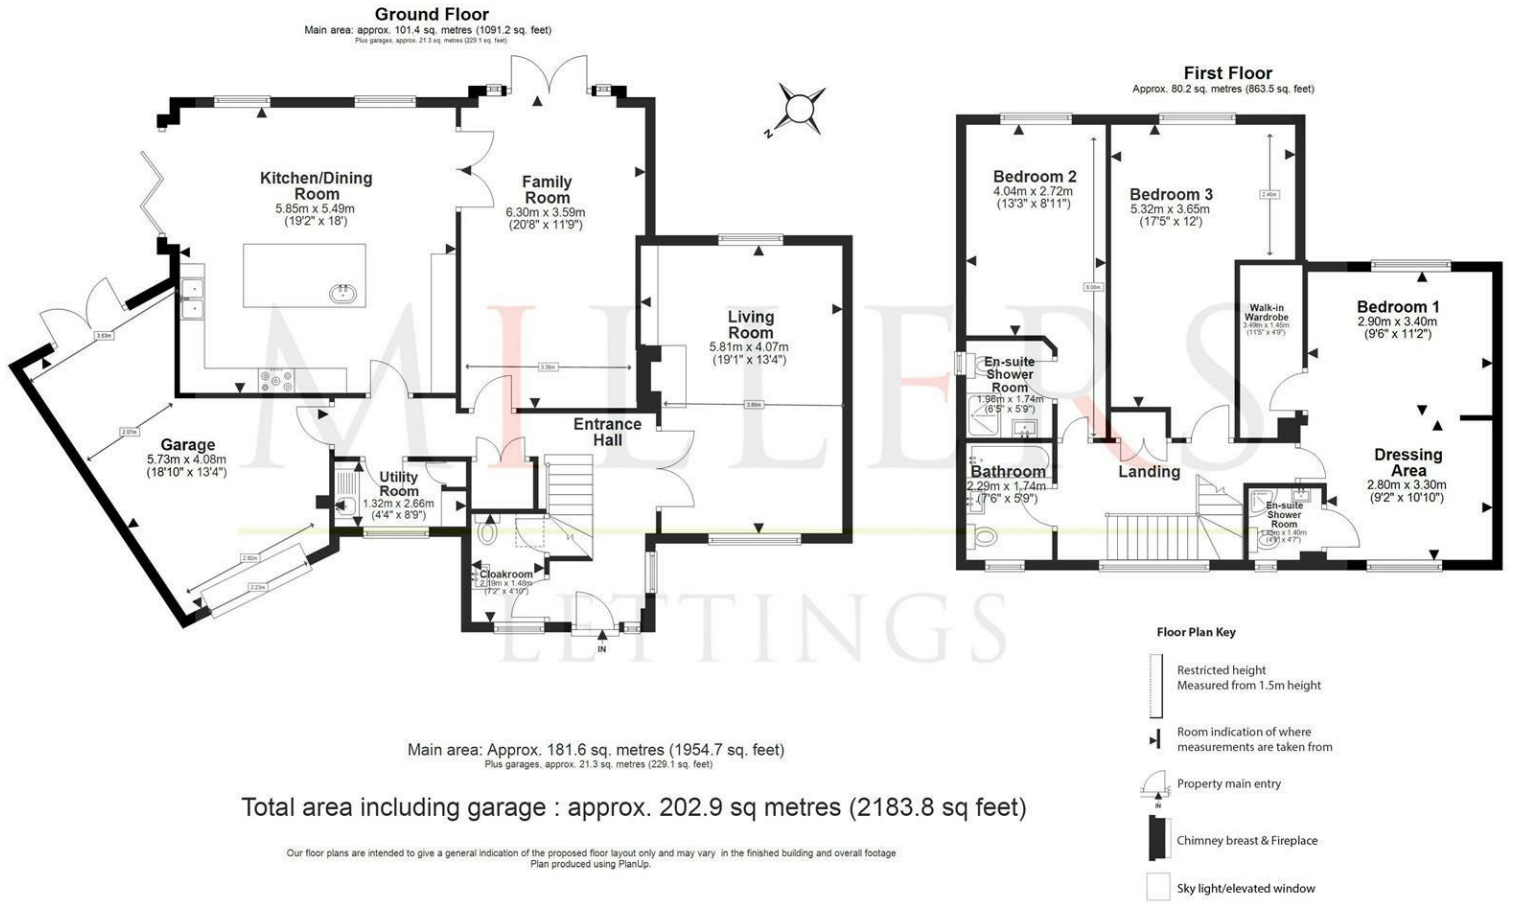 Ground Floor
Main area: approx. 101.4 sq. metres (1091.2 sq. feet)
Plus garages, approx. 21.3 sq. metres (229.1 sq. feet)
First Floor
Approx. 80.2 sq. metres (863.5 sq. feet)
N
Kitchen/Dining
Room
5.85m x 5.49m
(19'2" x 18')
Family
Room
6.30m x 3.59m
(20'8" x 11'9")
Living
Room
5.81m x 4.07m
(19'1" x 13'4")
Garage
5.73m x 4.08m
(18'10" x 13'4")
Utility
Room
1.32m x 2.66m
(4'4" x 8'9")
Entrance
Hall
Cloakroom
2.19m x 1.48m
(7'2" x 4'10")
IN
2.23m
Bedroom 2
4.04m x 2.72m
(13'3" x 8'11")
6.06m
Bedroom 3
5.32m x 3.65m
(17'5" x 12')
Walk-in
Wardrobe
3.49m x 1.45m
(11'5" x 4'9")
Bedroom 1
2.90m x 3.40m
(9'6" x 11'2")
En-suite
Shower
Room
1.96m x 1.74m
(6'5" x 5'9")
Bathroom
2.29m x 1.74m
(7'6" x 5'9")
Landing
Dressing
Area
2.80m x 3.30m
(9'2" x 10'10")
En-suite
Shower
Room
MILLERS
LETTINGS
Floor Plan Key
Restricted height
Measured from 1.5m height
Room indication of where
measurements are taken from
Property main entry
IN
Chimney breast & Fireplace
Sky light/elevated window
Main area: Approx. 181.6 sq. metres (1954.7 sq. feet)
Plus garages, approx. 21.3 sq. metres (229.1 sq. feet)
Total area including garage : approx. 202.9 sq metres (2183.8 sq feet)
Our floor plans are intended to give a general indication of the proposed floor layout only and may vary in the finished building and overall footage
Plan produced using PlanUp.